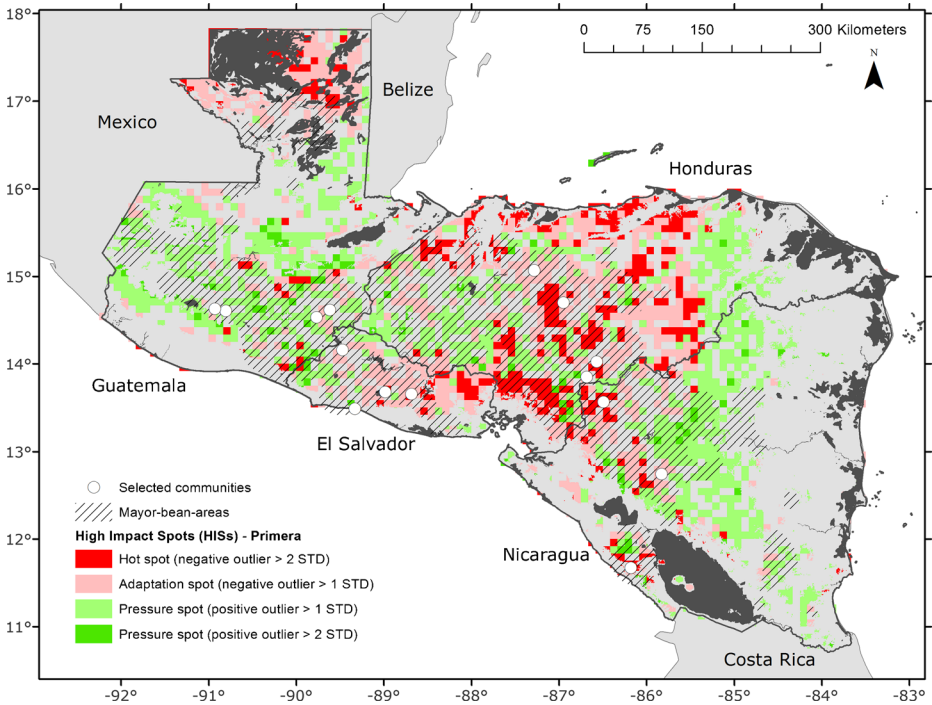 18°
17°
16°
15°
14°
13°
12°
11°
0 75 150 300 Kilometers
N
Belize
Mexico
Honduras
Guatemala
El Salvador
Nicaragua
Costa Rica
Selected communities
Mayor-bean-areas
High Impact Spots (HISs) - Primera
Hot spot (negative outlier > 2 STD)
Adaptation spot (negative outlier > 1 STD)
Pressure spot (positive outlier > 1 STD)
Pressure spot (positive outlier > 2 STD)
-92° -91° -90° -89° -88° -87° -86° -85° -84° -83° -82°